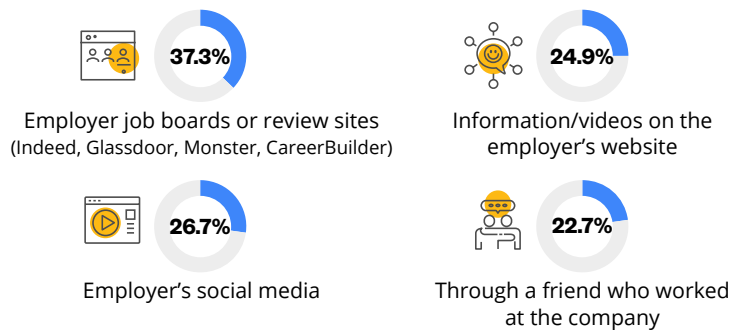 37.3%
Employer job boards or review sites
(Indeed, Glassdoor, Monster, CareerBuilder)
24.9%
Information/videos on the
employer’s website
26.7%
Employer’s social media
22.7%
Through a friend who worked
at the company